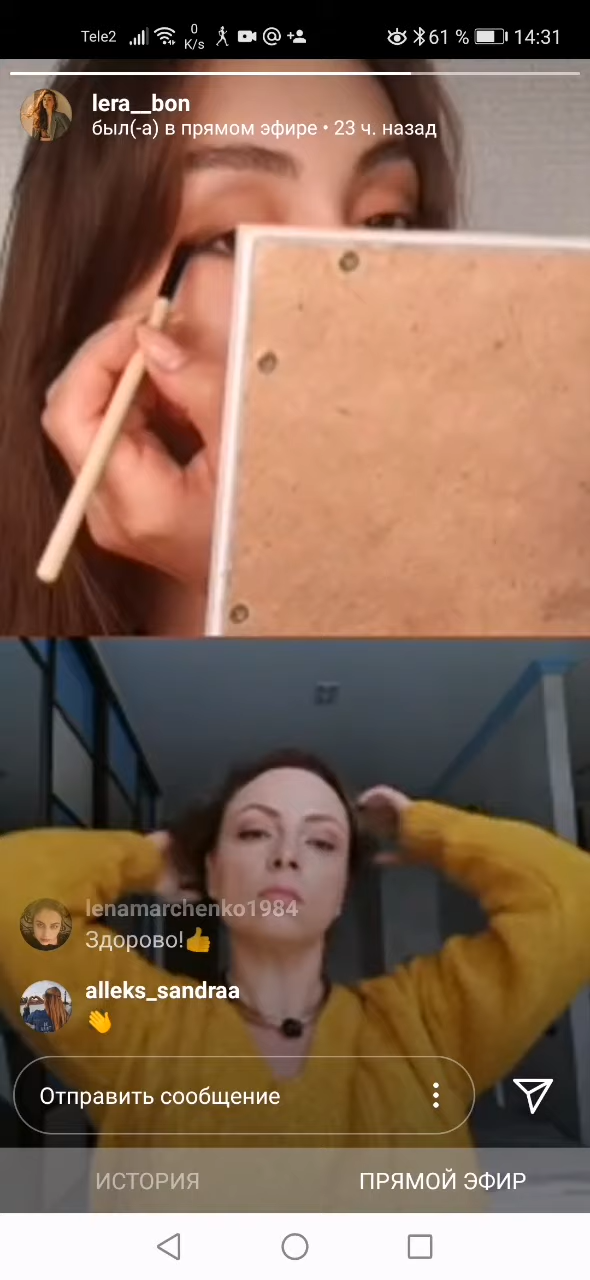 Tele2 0 K/s 61 % 14:31
lera__bon
был(-а) в прямом эфире • 23 ч. назад
lenamarchenko1984
Здорово!👍
alleks_sandraa
👋
Отправить сообщение
ИСТОРИЯ ПРЯМОЙ ЭФИР